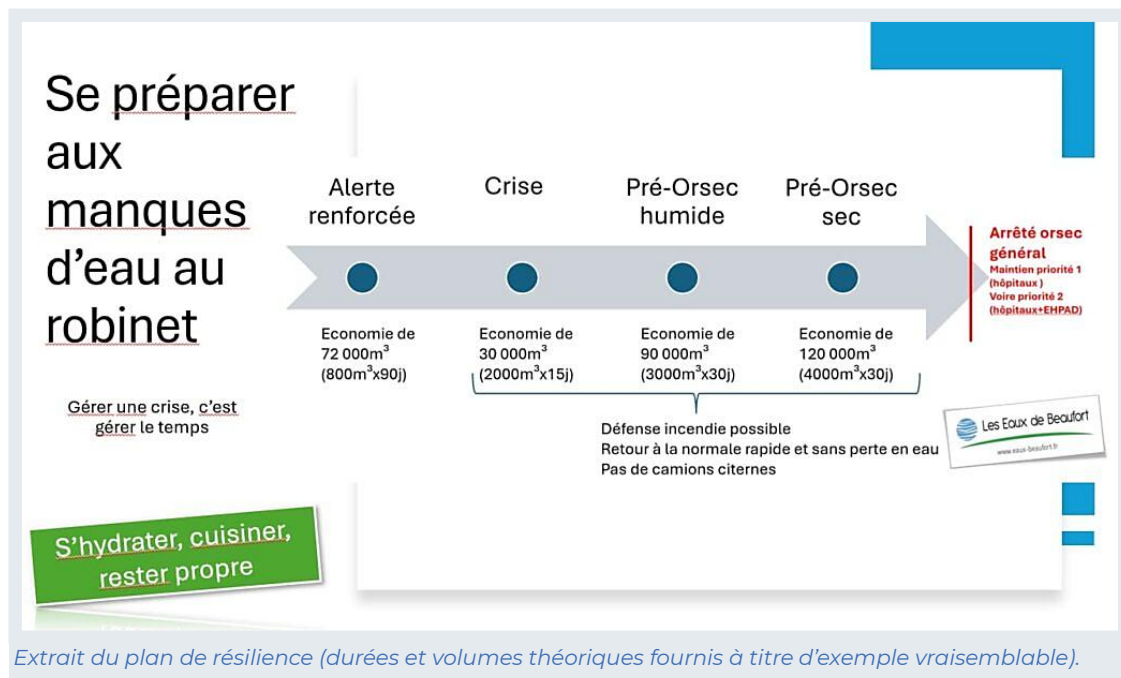 Se préparer
aux
manques
d’eau au
robinet
Gérer une crise, c’est
gérer le temps
S’hydrater, cuisiner,
rester propre
Alerte
renforcée
Crise
Pré-Orsec
humide
Pré-Orsec
sec
Arrêté orsec
général
Maintien priorité 1
(hôpitaux )
Voire priorité 2
(hôpitaux+EHPAD)
Economie de
72 000m³
(800m³x90j)
Economie de
30 000m³
(2000m³x15j)
Economie de
90 000m³
(3000m³x30j)
Economie de
120 000m³
(4000m³x30j)
Défense incendie possible
Retour à la normale rapide et sans perte en eau
Pas de camions citernes
Les Eaux de Beaufort
www.eaux-beaufort.fr
Extrait du plan de résilience (durées et volumes théoriques fournis à titre d’exemple vraisemblable).